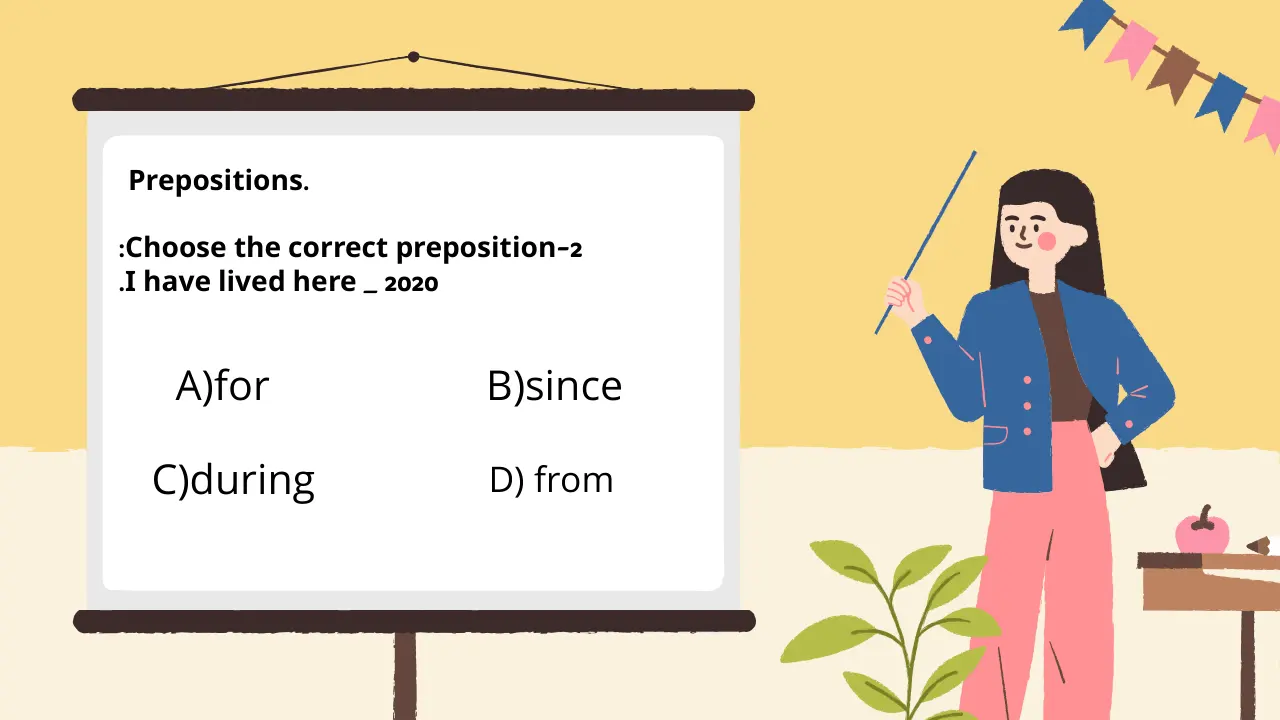 Prepositions.
:Choose the correct preposition-2
.I have lived here _ 2020
A)for
B)since
C)during
D) from